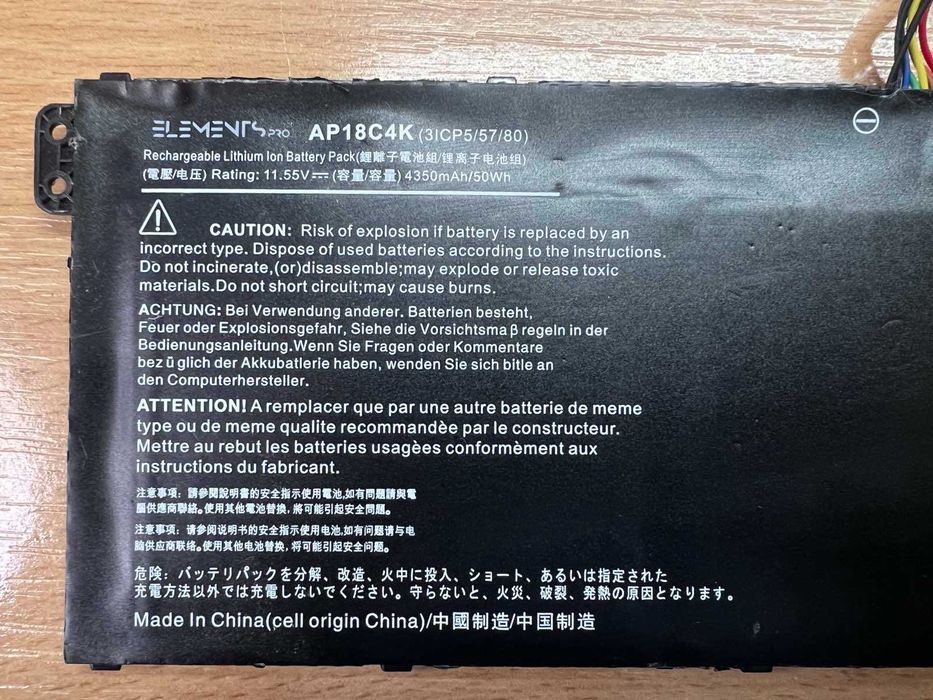 ELEMENTS PRO AP18C4K (3ICP5/57/80)
Rechargeable Lithium Ion Battery Pack(鋰離子電池組/锂离子电池组)
(電壓/电压) Rating: 11.55V⎓ (容量/容量) 4350mAh/50Wh
CAUTION: Risk of explosion if battery is replaced by an
incorrect type. Dispose of used batteries according to the instructions.
Do not incinerate,(or)disassemble;may explode or release toxic
materials.Do not short circuit;may cause burns.
ACHTUNG: Bei Verwendung anderer. Batterien besteht,
Feuer oder Explosionsgefahr, Siehe die Vorsichtsma β regeln in der
Bedienungsanleitung.Wenn Sie Fragen oder Kommentare
bez ü glich der Akkubatlerie haben, wenden Sie sich bitle an
den Computerhersteller.
ATTENTION! A remplacer que par une autre batterie de meme
type ou de meme qualite recommandèe par le constructeur.
Mettre au rebut les batteries usagèes conformèment aux
instructions du fabricant.
注意事項: 請參閱說明書的安全指示使用電池,如有問題請與電
腦供應商聯絡。使用其他電池替換,將可能引起安全問題。
注意事项: 请参阅说明书的安全指示使用电池,如有问题请与电
脑供应商联络。使用其他电池替换,将可能引起安全问题。
危険: バッテリパックを分解、改造、火中に投入、ショート、あるいは指定された
充電方法以外では充電しないでください。守らないと、火災、破裂、発熱の原因となります。
Made In China(cell origin China)/中國制造/中国制造